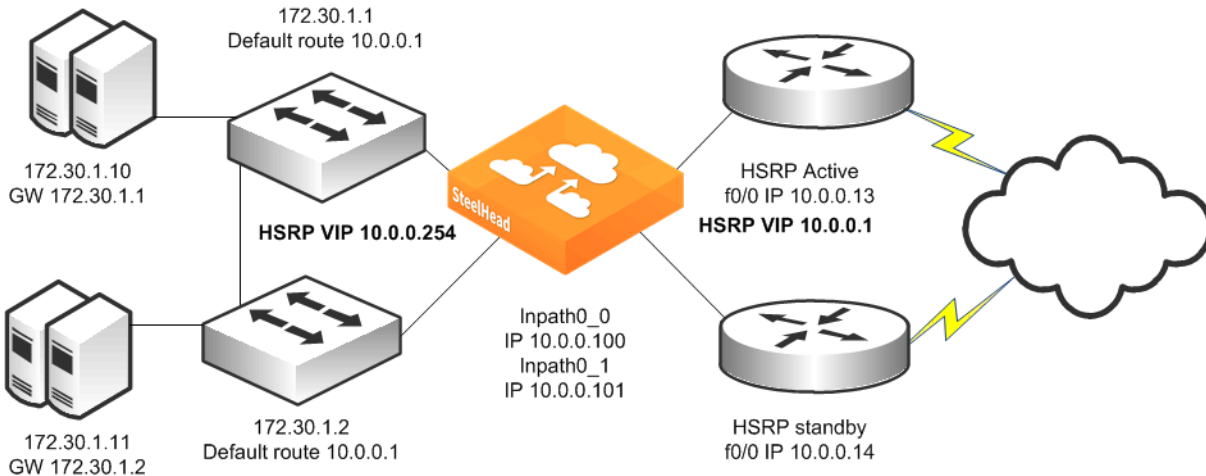 172.30.1.1
Default route 10.0.0.1
172.30.1.10
GW 172.30.1.1
HSRP VIP 10.0.0.254
SteelHead
HSRP Active
f0/0 IP 10.0.0.13
HSRP VIP 10.0.0.1
Inpath0_0
IP 10.0.0.100
Inpath0_1
IP 10.0.0.101
172.30.1.11
GW 172.30.1.2
172.30.1.2
Default route 10.0.0.1
HSRP standby
f0/0 IP 10.0.0.14